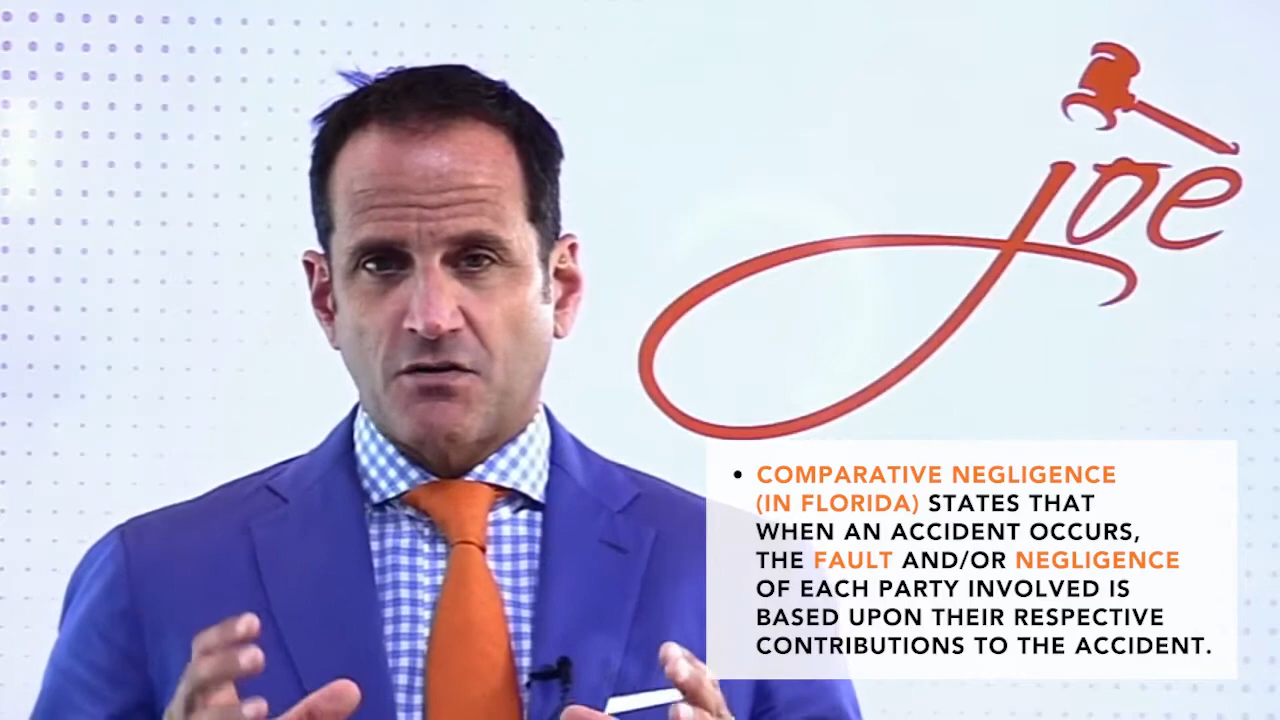 joe
• COMPARATIVE NEGLIGENCE
(IN FLORIDA) STATES THAT
WHEN AN ACCIDENT OCCURS,
THE FAULT AND/OR NEGLIGENCE
OF EACH PARTY INVOLVED IS
BASED UPON THEIR RESPECTIVE
CONTRIBUTIONS TO THE ACCIDENT.